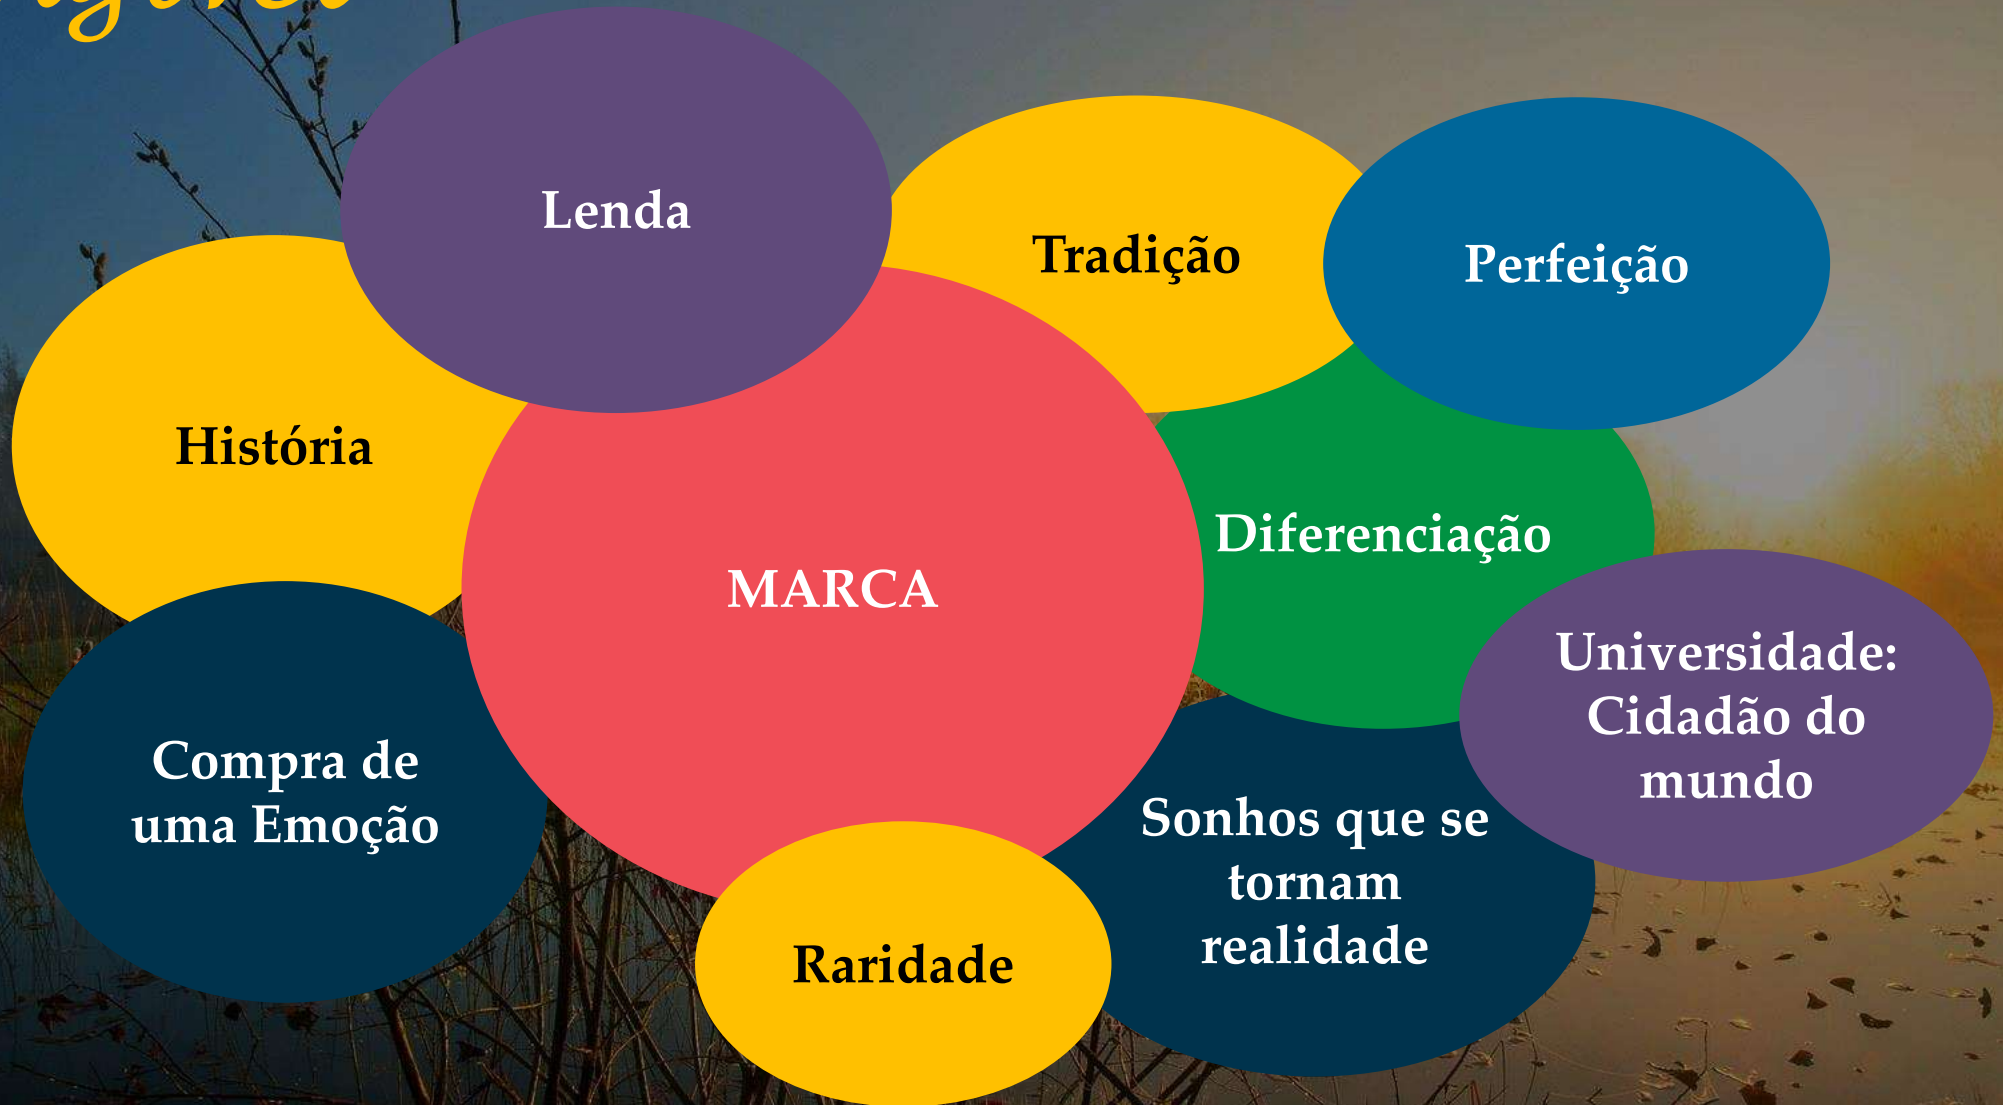 Lenda
Tradição
Perfeição
História
Diferenciação
MARCA
Universidade:
Cidadão do
mundo
Compra de
uma Emoção
Sonhos que se
tornam
realidade
Raridade